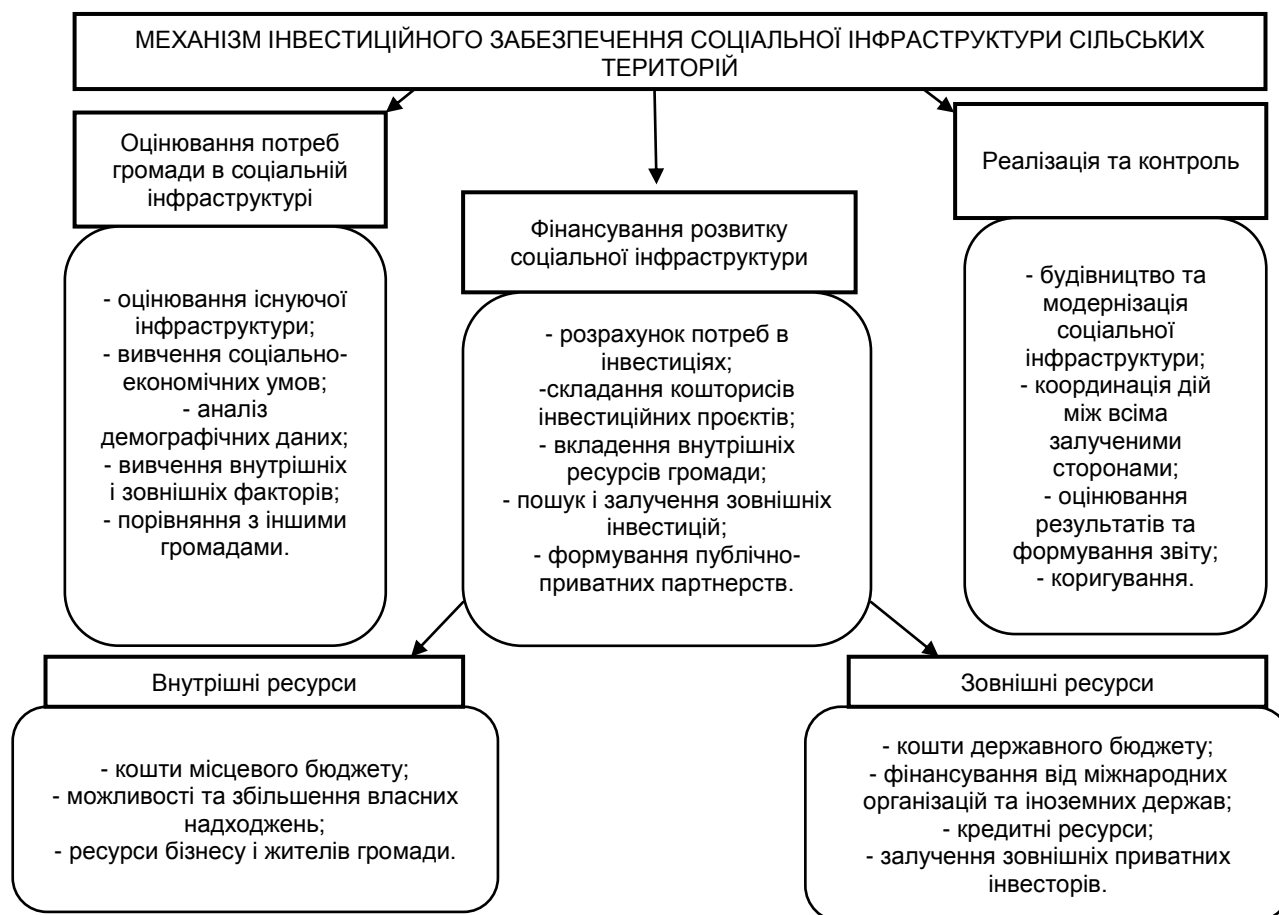 МЕХАНІЗМ ІНВЕСТИЦІЙНОГО ЗАБЕЗПЕЧЕННЯ СОЦІАЛЬНОЇ ІНФРАСТРУКТУРИ СІЛЬСЬКИХ
ТЕРИТОРІЙ
Оцінювання потреб
громади в соціальній
інфраструктурі
- оцінювання існуючої
інфраструктури;
- вивчення соціально-
економічних умов;
- аналіз
демографічних даних;
- вивчення внутрішніх
і зовнішніх факторів;
- порівняння з іншими
громадами.
Фінансування розвитку
соціальної інфраструктури
- розрахунок потреб в
інвестиціях;
-складання кошторисів
інвестиційних проєктів;
- вкладення внутрішніх
ресурсів громади;
- пошук і залучення зовнішніх
інвестицій;
- формування публічно-
приватних партнерств.
Реалізація та контроль
- будівництво та
модернізація
соціальної
інфраструктури;
- координація дій
між всіма
залученими
сторонами;
- оцінювання
результатів та
формування звіту;
- коригування.
Внутрішні ресурси
- кошти місцевого бюджету;
- можливості та збільшення власних
надходжень;
- ресурси бізнесу і жителів громади.
Зовнішні ресурси
- кошти державного бюджету;
- фінансування від міжнародних
організацій та іноземних держав;
- кредитні ресурси;
- залучення зовнішніх приватних
інвесторів.